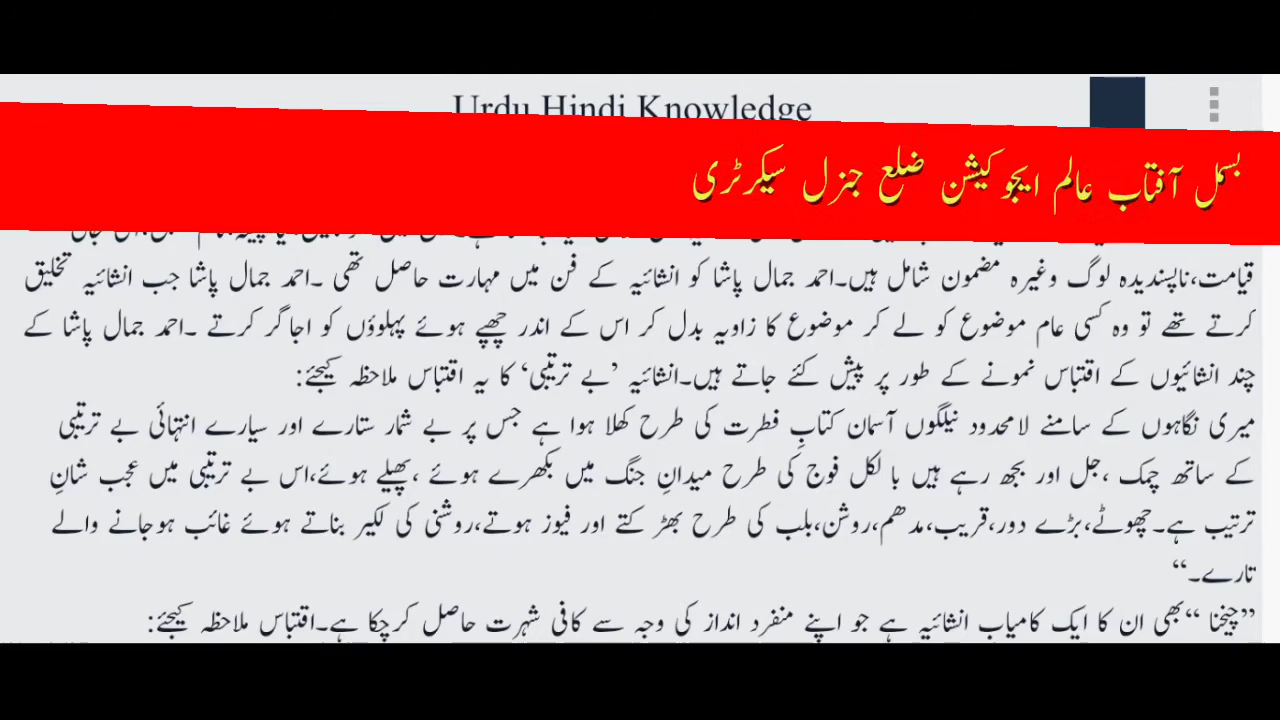 Urdu Hindi Knowledge
بسمل آفتاب عالم ایجوکیشن ضلع جنرل سیکرٹری
قیامت،ناپسندیدہ لوگ وغیرہ مضمون شامل ہیں۔احمد جمال پاشا کو انشائیہ کے فن میں مہارت حاصل تھی ۔احمد جمال پاشا جب انشائیہ تخلیق
کرتے تھے تو وہ کسی عام موضوع کو لے کر موضوع کا زاویہ بدل کر اس کے اندر چھپے ہوئے پہلوؤں کو اجاگر کرتے ۔احمد جمال پاشا کے
چند انشائیوں کے اقتباس نمونے کے طور پر پیش کئے جاتے ہیں۔انشائیہ ’بے ترتیبی‘ کا یہ اقتباس ملاحظہ کیجئے:
میری نگاہوں کے سامنے لامحدود نیلگوں آسمان کتابِ فطرت کی طرح کھلا ہوا ہے جس پر بے شمار ستارے اور سیارے انتہائی بے ترتیبی
کے ساتھ چمک ،جل اور بجھ رہے ہیں با لکل فوج کی طرح میدانِ جنگ میں بکھرے ہوئے ،پھیلے ہوئے،اس بے ترتیبی میں عجب شانِ
ترتیب ہے۔چھوٹے،بڑے دور،قریب،مدھم،روشن،بلب کی طرح بھڑ کتے اور فیوز ہوتے،روشنی کی لکیر بناتے ہوئے غائب ہوجانے والے
تارے۔“
”چیخنا “بھی ان کا ایک کامیاب انشائیہ ہے جو اپنے منفرد انداز کی وجہ سے کافی شہرت حاصل کرچکا ہے۔اقتباس ملاحظہ کیجئے: